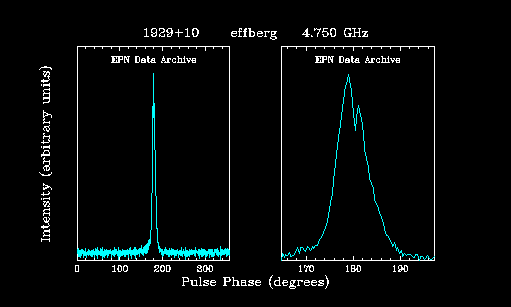 1929+10 effberg 4.750 GHz
EPN Data Archive EPN Data Archive
Intensity (arbitrary units)
0 100 200 300 170 180 190
Pulse Phase (degrees)